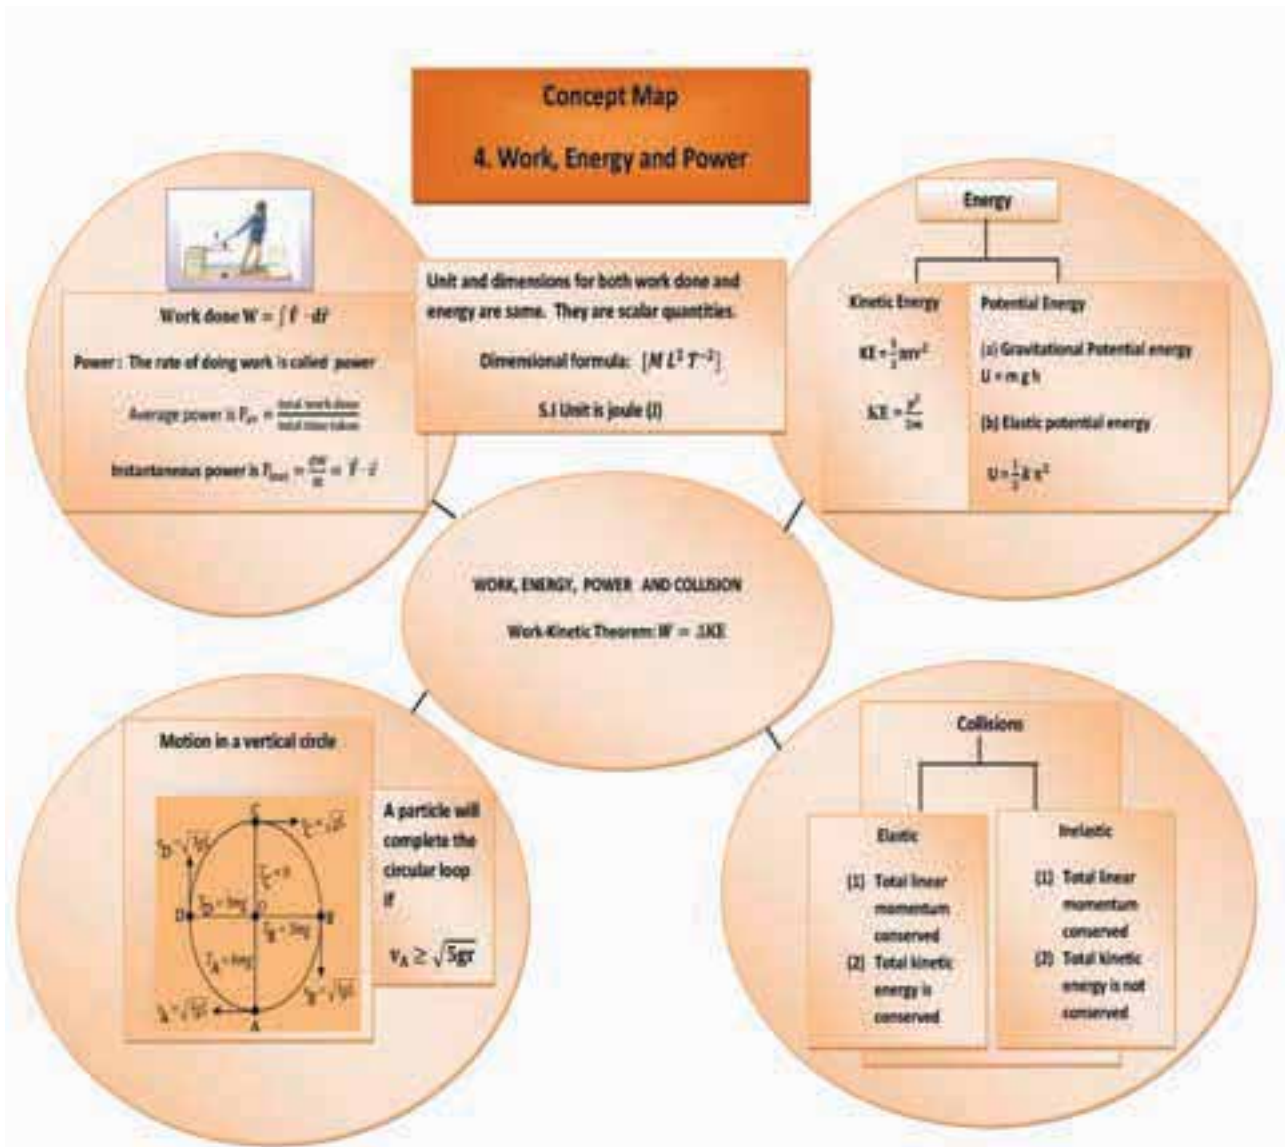 Concept Map
4. Work, Energy and Power
Work done W = ∫ F⃗ · dr⃗
Power : The rate of doing work is called power
Average power is Pav = total work done / total time taken
Instantaneous power is Pinst = dW/dt = F⃗ ·
Unit and dimensions for both work done and
energy are same. They are scalar quantities.
Dimensional formula: [M L² T⁻²]
S.I Unit is joule (J)
Energy
Kinetic Energy
KE = ½mv²
KE = p²/2m
Potential Energy
(a) Gravitational Potential energy
U = m g h
(b) Elastic potential energy
U = ½ k x²
WORK, ENERGY, POWER AND COLLISION
Work-Kinetic Theorem: W = ΔKE
Motion in a vertical circle
C
D
B
A
A particle will
complete the
circular loop
if
vA ≥ √5gr
Collisions
Elastic
(1) Total linear
momentum
conserved
(2) Total kinetic
energy is
conserved
Inelastic
(1) Total linear
momentum
conserved
(2) Total kinetic
energy is not
conserved